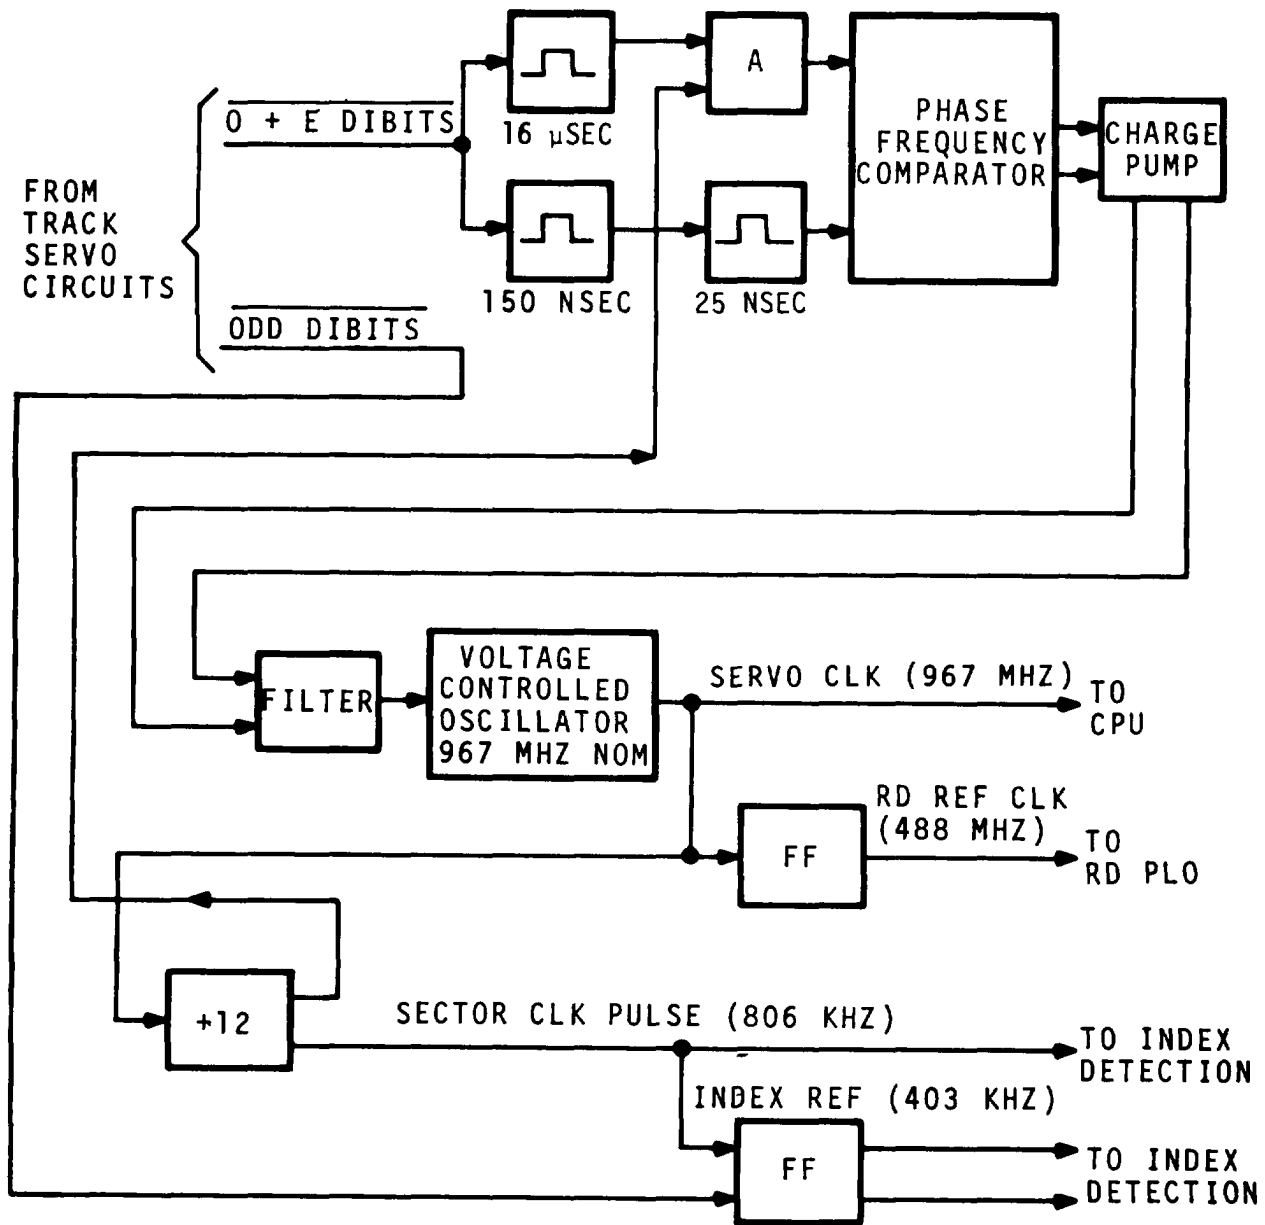 O + E DIBITS
16 µSEC
A
PHASE
FREQUENCY
COMPARATOR
CHARGE
PUMP
FROM
TRACK
SERVO
CIRCUITS
150 NSEC
25 NSEC
ODD DIBITS
FILTER
VOLTAGE
CONTROLLED
OSCILLATOR
967 MHZ NOM
SERVO CLK (967 MHZ)
TO
CPU
RD REF CLK
(488 MHZ)
FF
TO
RD PLO
+12
SECTOR CLK PULSE (806 KHZ)
TO INDEX
DETECTION
INDEX REF (403 KHZ)
FF
TO INDEX
DETECTION